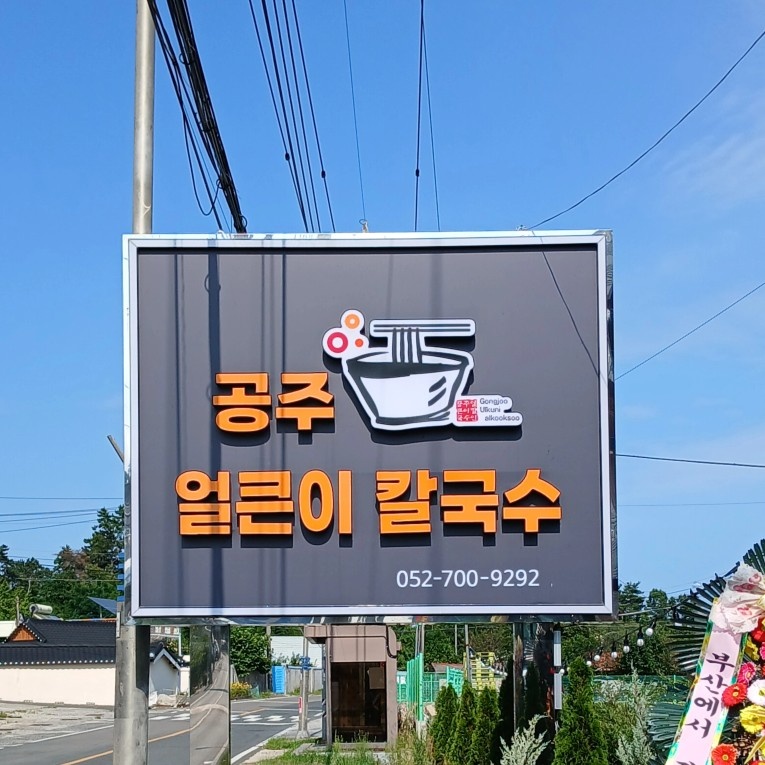 공주
Gongjoo
Ulkuni
alkooksoo
얼큰이 칼국수
052-700-9292
부산에서